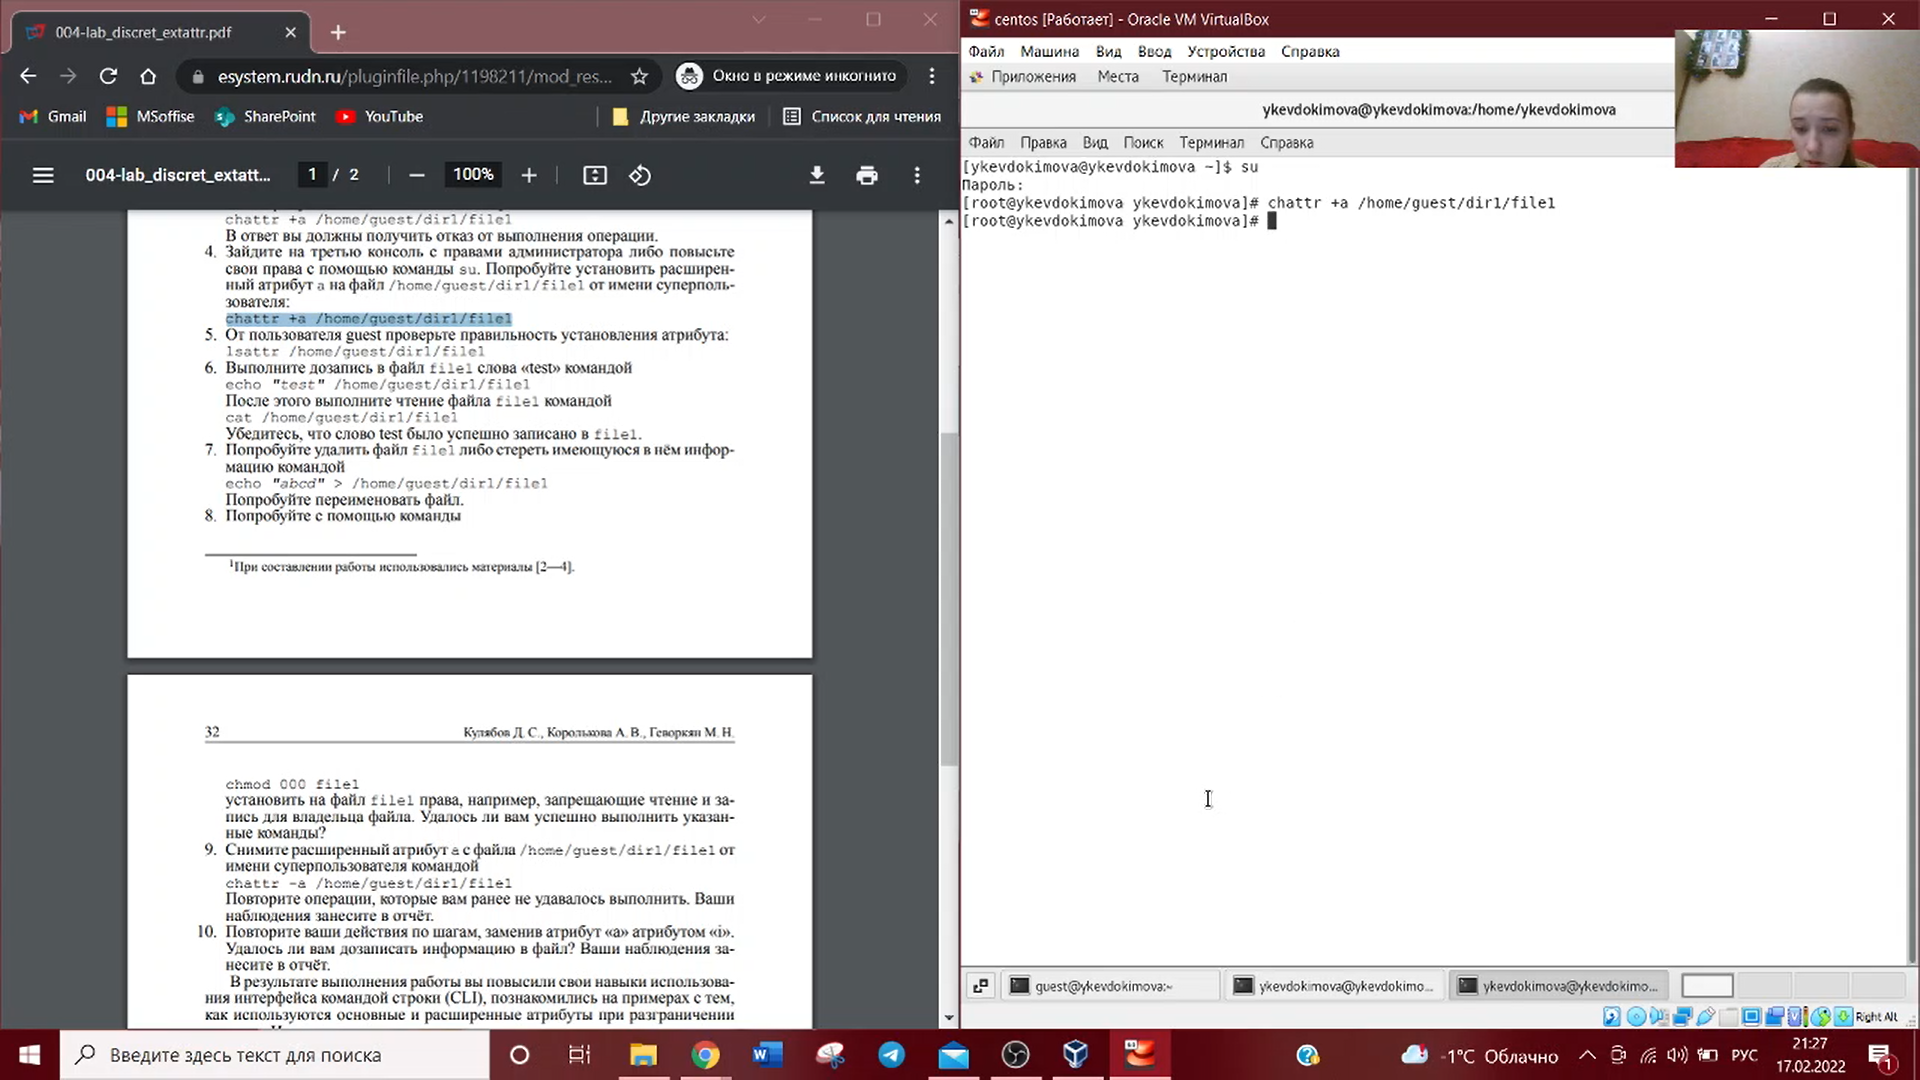 004-lab_discret_extattr.pdf
esystem.rudn.ru/pluginfile.php/1198211/mod_res...
Окно в режиме инкогнито
Gmail
MSoffise
SharePoint
YouTube
Другие закладки
Список для чтения
004-lab_discret_extatt...
1 / 2
100%
chattr +a /home/guest/dir1/file1
В ответ вы должны получить отказ от выполнения операции.
4. Зайдите на третью консоль с правами администратора либо повысьте
свои права с помощью команды su. Попробуйте установить расширен-
ный атрибут a на файл /home/guest/dir1/file1 от имени суперполь-
зователя:
chattr +a /home/guest/dir1/file1
5. От пользователя guest проверьте правильность установления атрибута:
lsattr /home/guest/dir1/file1
6. Выполните дозапись в файл file1 слова «test» командой
echo "test" /home/guest/dir1/file1
После этого выполните чтение файла file1 командой
cat /home/guest/dir1/file1
Убедитесь, что слово test было успешно записано в file1.
7. Попробуйте удалить файл file1 либо стереть имеющуюся в нём инфор-
мацию командой
echo "abcd" > /home/guest/dir1/file1
Попробуйте переименовать файл.
8. Попробуйте с помощью команды
1При составлении работы использовались материалы [2—4].
32
Кулябов Д. С., Королькова А. В., Геворкян М. Н.
chmod 000 file1
установить на файл file1 права, например, запрещающие чтение и за-
пись для владельца файла. Удалось ли вам успешно выполнить указан-
ные команды?
9. Снимите расширенный атрибут a с файла /home/guest/dir1/file1 от
имени суперпользователя командой
chattr -a /home/guest/dir1/file1
Повторите операции, которые вам ранее не удавалось выполнить. Ваши
наблюдения занесите в отчёт.
10. Повторите ваши действия по шагам, заменив атрибут «a» атрибутом «i».
Удалось ли вам дозаписать информацию в файл? Ваши наблюдения за-
несите в отчёт.
В результате выполнения работы вы повысили свои навыки использова-
ния интерфейса командой строки (CLI), познакомились на примерах с тем,
как используются основные и расширенные атрибуты при разграничении
centos [Работает] - Oracle VM VirtualBox
Файл Машина Вид Ввод Устройства Справка
Приложения Места Терминал
ykevdokimova@ykevdokimova:/home/ykevdokimova
Файл Правка Вид Поиск Терминал Справка
[ykevdokimova@ykevdokimova ~]$ su
Пароль:
[root@ykevdokimova ykevdokimova]# chattr +a /home/guest/dir1/file1
[root@ykevdokimova ykevdokimova]#
guest@ykevdokimova:~
ykevdokimova@ykevdokimo...
ykevdokimova@ykevdokimo...
Right Alt
Введите здесь текст для поиска
-1°C Облачно
РУС
21:27
17.02.2022
1